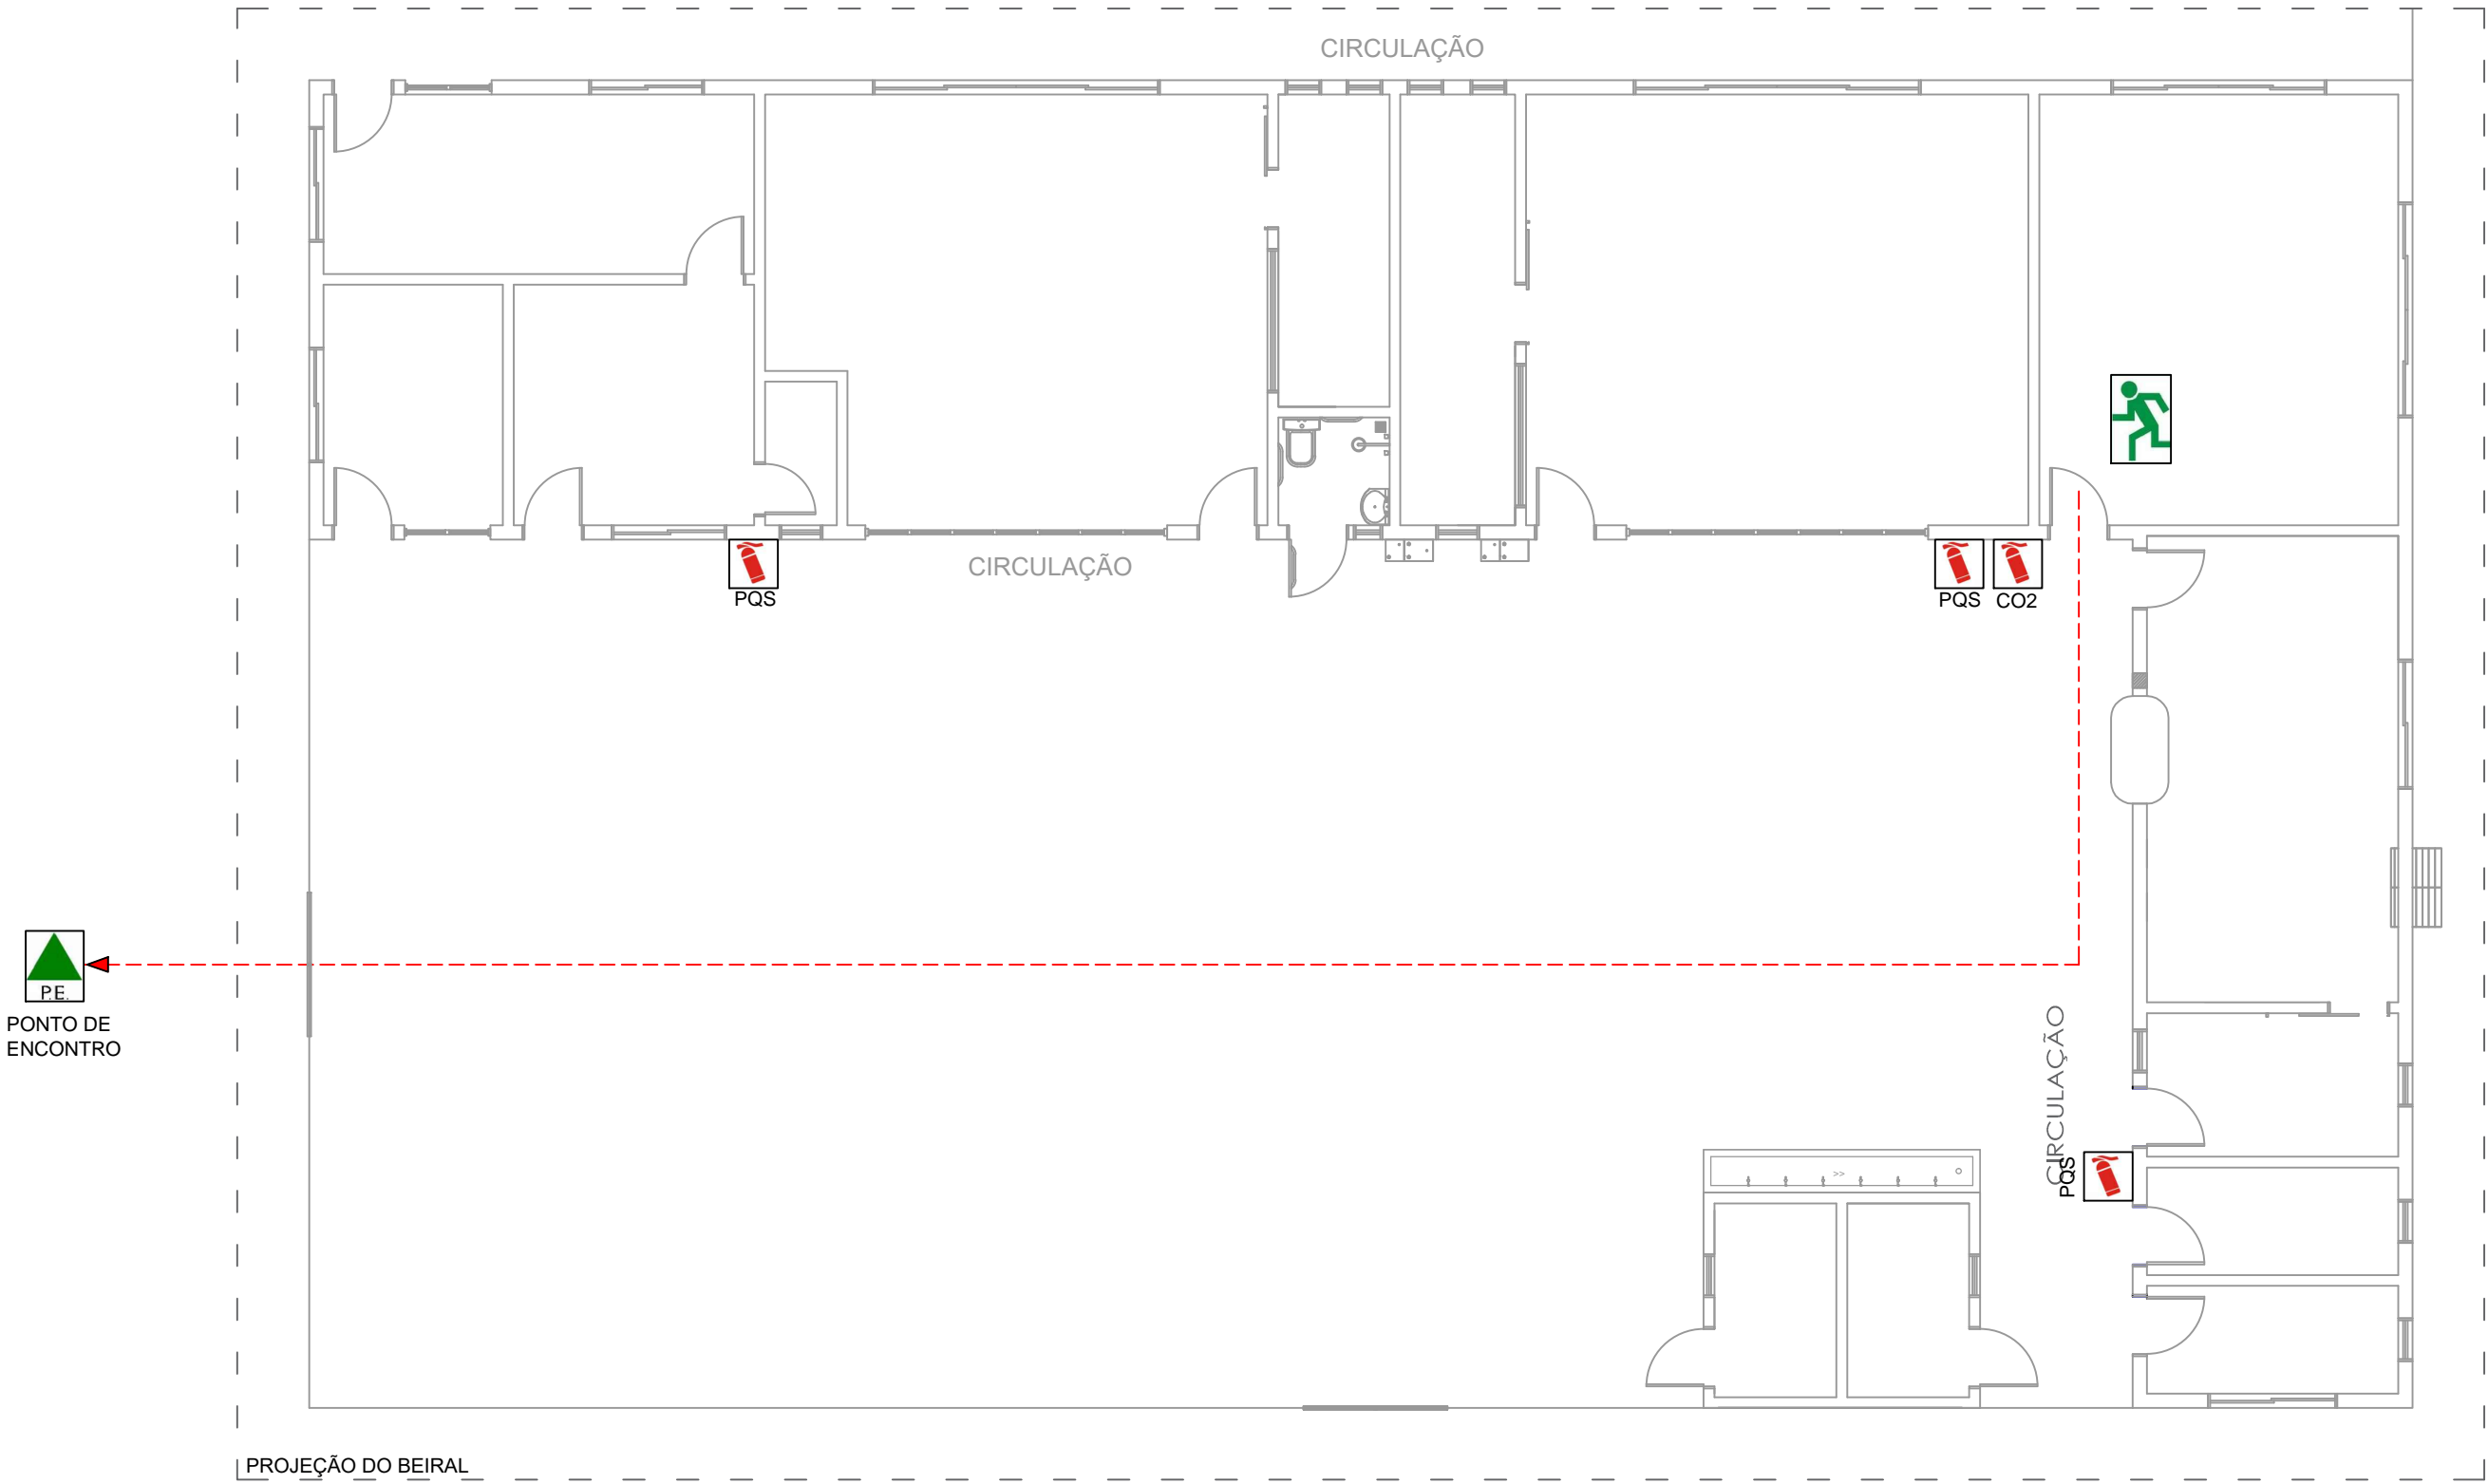 CIRCULAÇÃO
CIRCULAÇÃO
PQS
PQS
CO2
P.E.
PONTO DE
ENCONTRO
CIRCULAÇÃO
PQS
>>
PROJEÇÃO DO BEIRAL